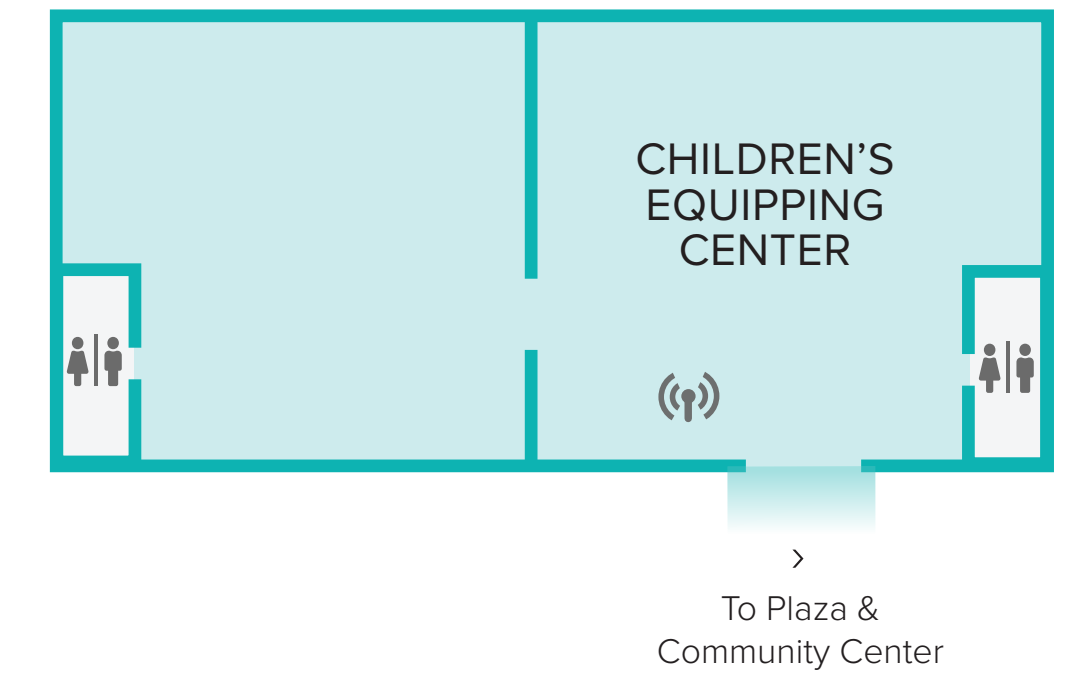 CHILDREN’S
EQUIPPING
CENTER
›
To Plaza &
Community Center